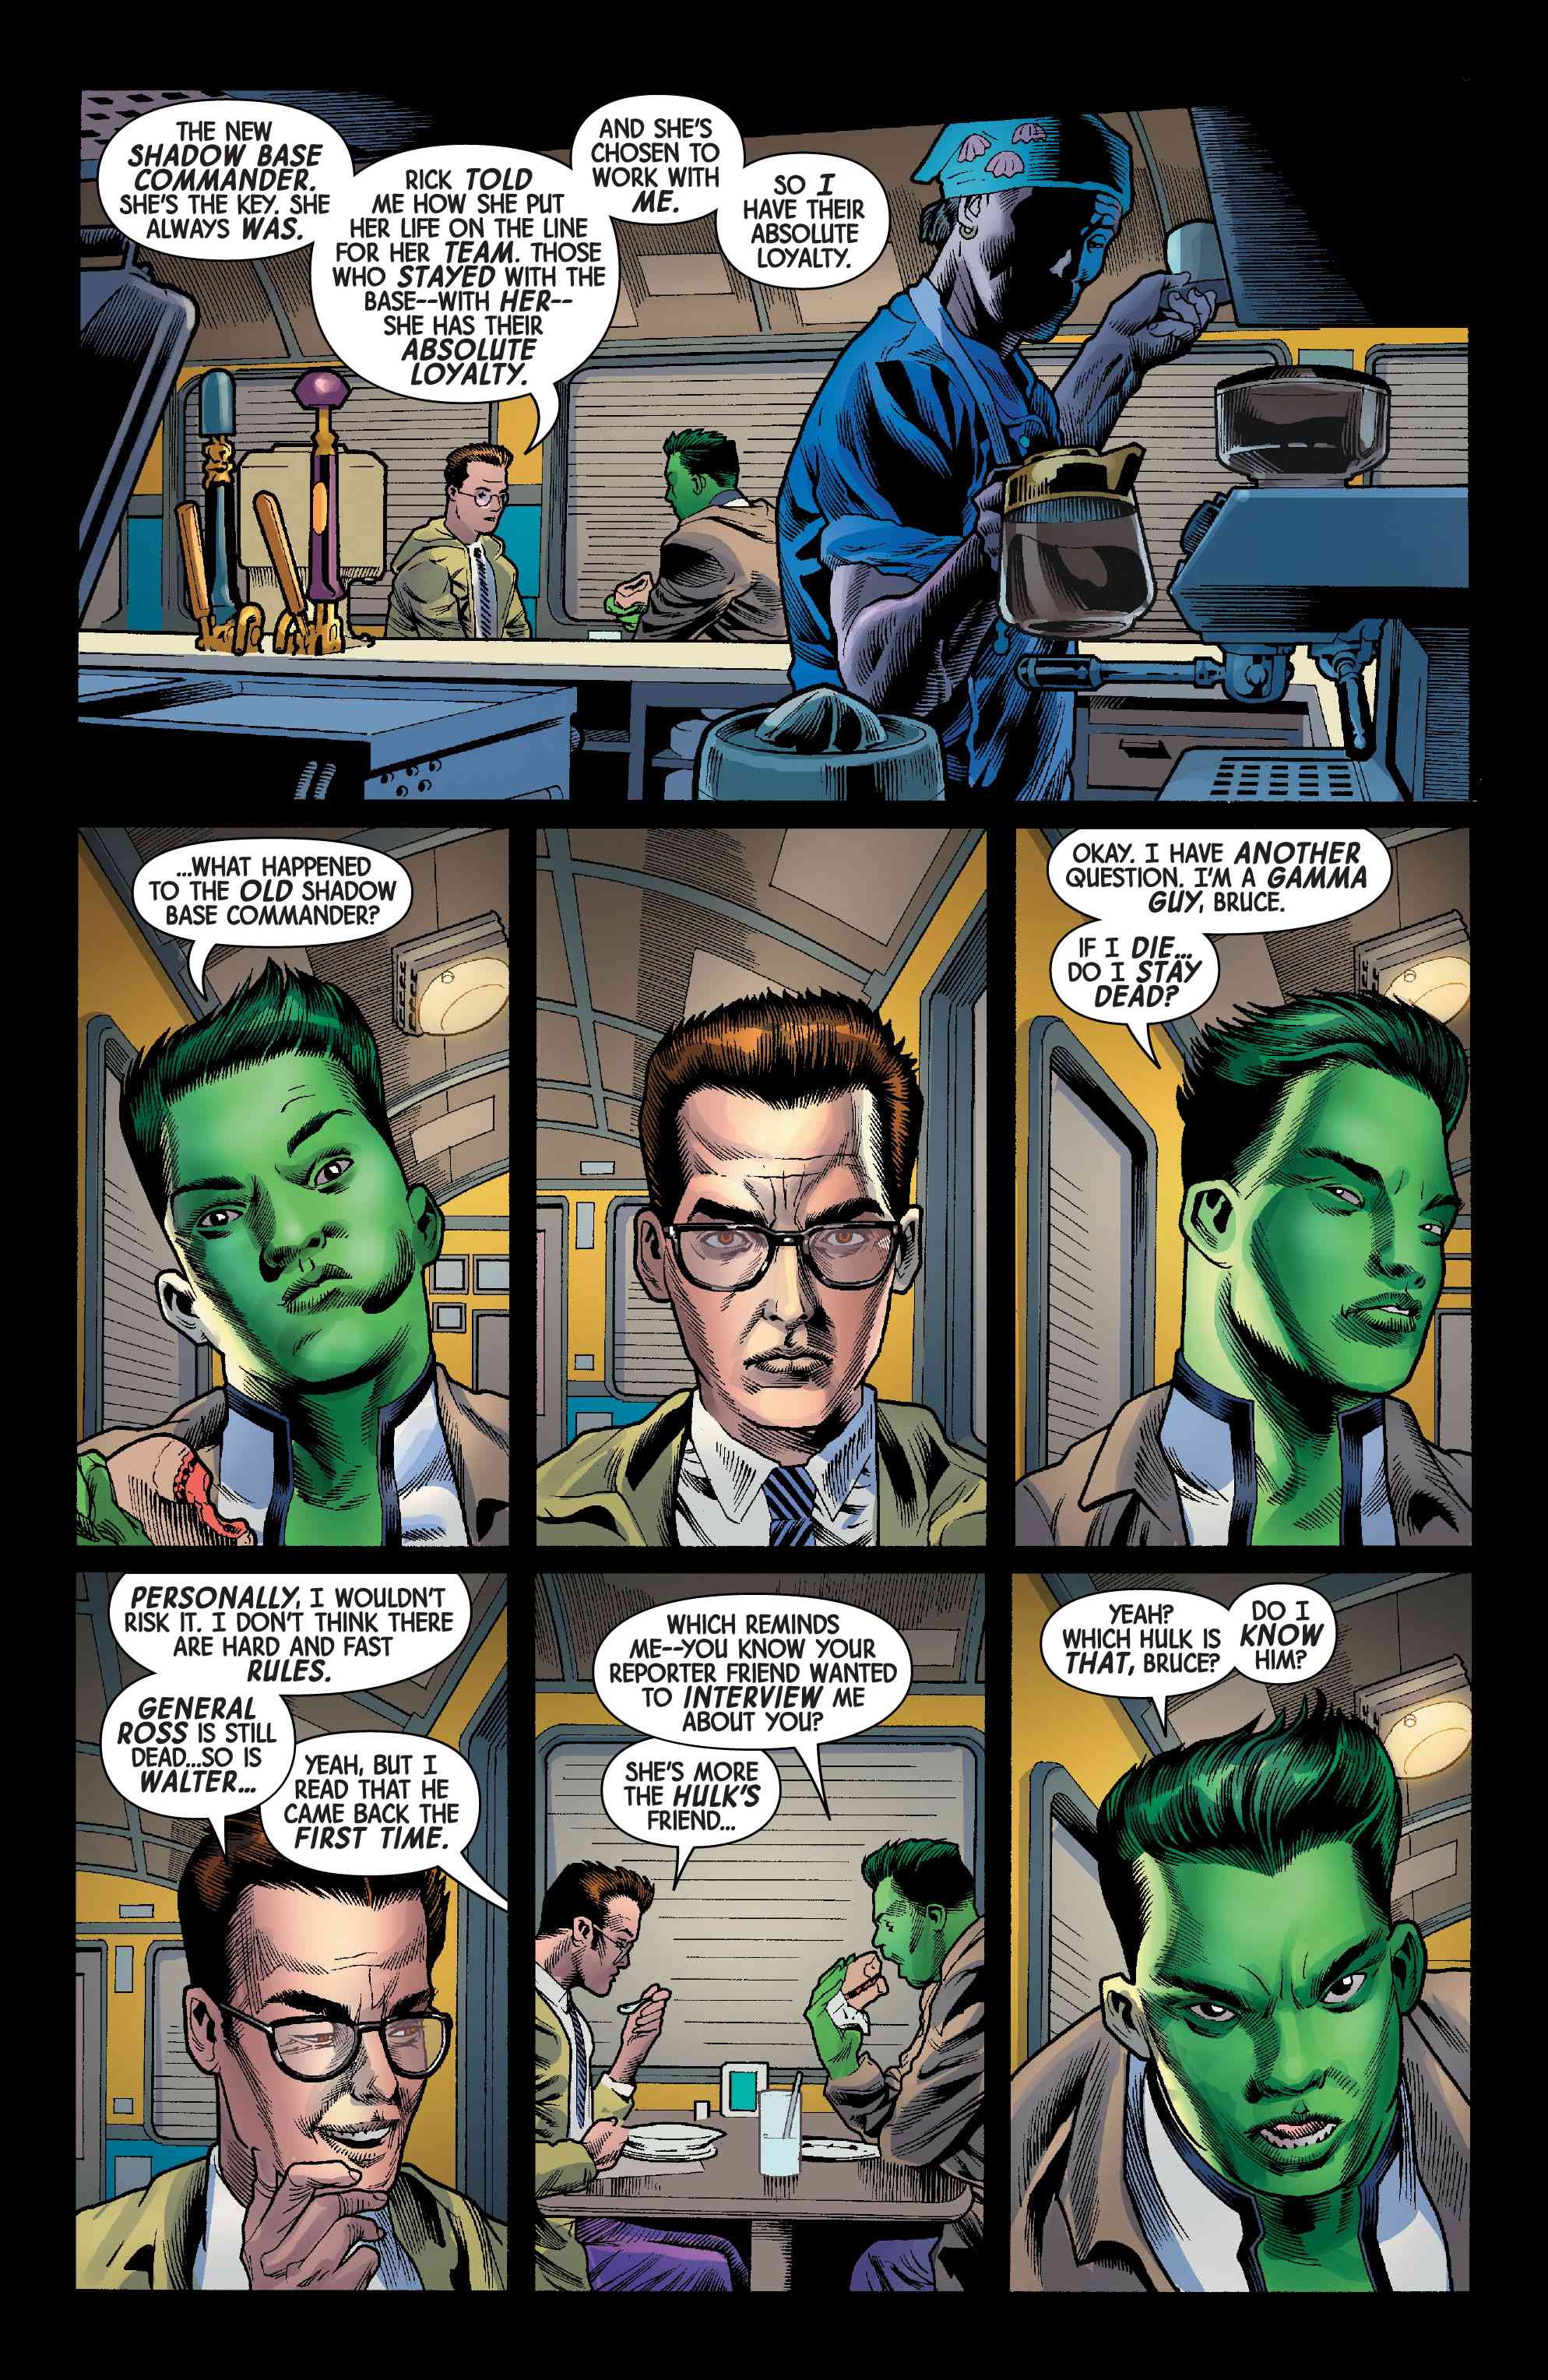 THE NEW
SHADOW BASE
COMMANDER.
SHE'S THE KEY. SHE
ALWAYS WAS.
RICK TOLD
ME HOW SHE PUT
HER LIFE ON THE LINE
FOR HER TEAM. THOSE
WHO STAYED WITH THE
BASE--WITH HER--
SHE HAS THEIR
ABSOLUTE
LOYALTY.
AND SHE'S
CHOSEN TO
WORK WITH
ME.
SO I
HAVE THEIR
ABSOLUTE
LOYALTY.
...WHAT HAPPENED
TO THE OLD SHADOW
BASE COMMANDER?
OKAY. I HAVE ANOTHER
QUESTION. I'M A GAMMA
GUY, BRUCE.
IF I DIE...
DO I STAY
DEAD?
PERSONALLY, I WOULDN'T
RISK IT. I DON'T THINK THERE
ARE HARD AND FAST
RULES.
GENERAL
ROSS IS STILL
DEAD...SO IS
WALTER...
YEAH, BUT I
READ THAT HE
CAME BACK THE
FIRST TIME.
WHICH REMINDS
ME--YOU KNOW YOUR
REPORTER FRIEND WANTED
TO INTERVIEW ME
ABOUT YOU?
SHE'S MORE
THE HULK'S
FRIEND...
YEAH?
WHICH HULK IS
THAT, BRUCE?
DO I
KNOW
HIM?